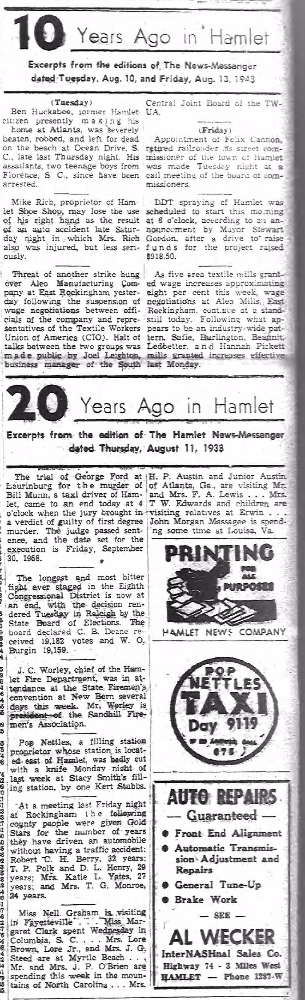 10 Years Ago in Hamlet
Excerpts from the editions of The News-Messenger
dated Tuesday, Aug. 10, and Friday, Aug. 13, 1943
(Tuesday)
Ben Huckabee, former Hamlet
citizen presently making his
home at Atlanta, was severely
beaten, robbed, and left for dead
on the beach at Ocean Drive, S.
C., late last Thursday night. His
assailants, two teenage boys from
Florence, S. C., since have been
arrested.
Mike Rich, proprietor of Ham-
let Shoe Shop, may lose the use
of his right hand as the result
of an auto accident late Satur-
day night in which Mrs. Rich
also was injured, but less seri-
ously.
Threat of another strike hung
over Aleo Manufacturing Com-
pany at East Rockingham yester-
day following the suspension of
wage negotiations between offi-
cials of the company and repre-
sentatives of the Textile Workers
Union of America (CIO). Halt of
talks between the two groups was
made public by Joel Leighton,
business manager of the South
Central Joint Board of the TW-
UA.
(Friday)
Appointment of Felix Cannon,
retired railroader as street com-
missioner of the town of Hamlet
was made Tuesday night at a
call meeting of the board of com-
missioners.
DDT spraying of Hamlet was
scheduled to start this morning
at 8 o'clock, according to an an-
nouncement by Mayor Stewart
Gordon, after a drive to raise
funds for the project raised
$918.50.
As five area textile mills grant-
ed wage increases approximating
eight per cent this week, wage
negotiations at Aleo Mills, East
Rockingham, continue at a stand-
still today. Following what ap-
pears to be an industry-wide pat-
tern, Safie, Burlington, Beaunit,
Ledbetter, and Hannah Pickett
mills granted increases effective
last Monday.
20 Years Ago in Hamlet
Excerpts from the edition of The Hamlet News-Messenger
dated Thursday, August 11, 1938
The trial of George Ford at
Laurinburg for the murder of
Bill Munn, a taxi driver of Ham-
let, came to an end today at 4
o'clock when the jury brought in
a verdict of guilty of first degree
murder. The judge passed sent-
ence, and the date set for the
execution is Friday, September
30, 1958.
The longest and most bitter
fight ever staged in the Eighth
Congressional District is now at
an end, with the decision ren-
dered Tuesday in Raleigh by the
State Board of Elections. The
board declared C. B. Deane re-
ceived 19,182 votes and W. O.
Burgin 19,159.
J. C. Worley, chief of the Ham-
let Fire Department, was in at-
tendance at the State Firemen's
convention at New Bern several
days this week. Mr. Worley is
president of the Sandhill Fire-
men's Association.
Pop Nettles, a filling station
proprietor whose station is locat-
ed east of Hamlet, was badly cut
with a knife Monday night of
last week at Stacy Smith's fill-
ing station, by one Kert Stubbs.
At a meeting last Friday night
at Rockingham the following
county people were given Gold
Stars for the number of years
they have driven an automobile
without having a traffic accident:
Robert C. H. Berry, 32 years;
T. P. Polk and D. L. Henry, 29
years; Mrs. Katie L. Yates, 27
years; and Mrs. T. G. Monroe,
24 years.
Miss Nell Graham is visiting
in Fayetteville . . . Miss Mar-
garet Clark spent Wednesday in
Columbia, S. C. . . . Mrs. Lore
Brown, Lore Jr., and Mrs. J. G.
Steed are at Myrtle Beach . . .
Mr. and Mrs. J. P. O'Brien are
spending this week in the moun-
tains of North Carolina . . . Mrs.
H. P. Austin and Junior Austin
of Atlanta, Ga., are visiting Mr.
and Mrs. F. A. Lewis . . . Mrs.
T. W. Edwards and children are
visiting relatives at Erwin . . .
John Morgan Massagee is spend-
ing some time at Louisa, Va.
PRINTING
FOR
ALL
PURPOSES
HAMLET NEWS COMPANY
POP
NETTLES
TAXI
Day 9119
675
AUTO REPAIRS
Guaranteed
• Front End Alignment
• Automatic Transmis-
sion Adjustment and
Repairs
• General Tune-Up
• Brake Work
— SEE —
AL WECKER
InterNASHnal Sales Co.
Highway 74 - 3 Miles West
HAMLET — Phone 1287-W